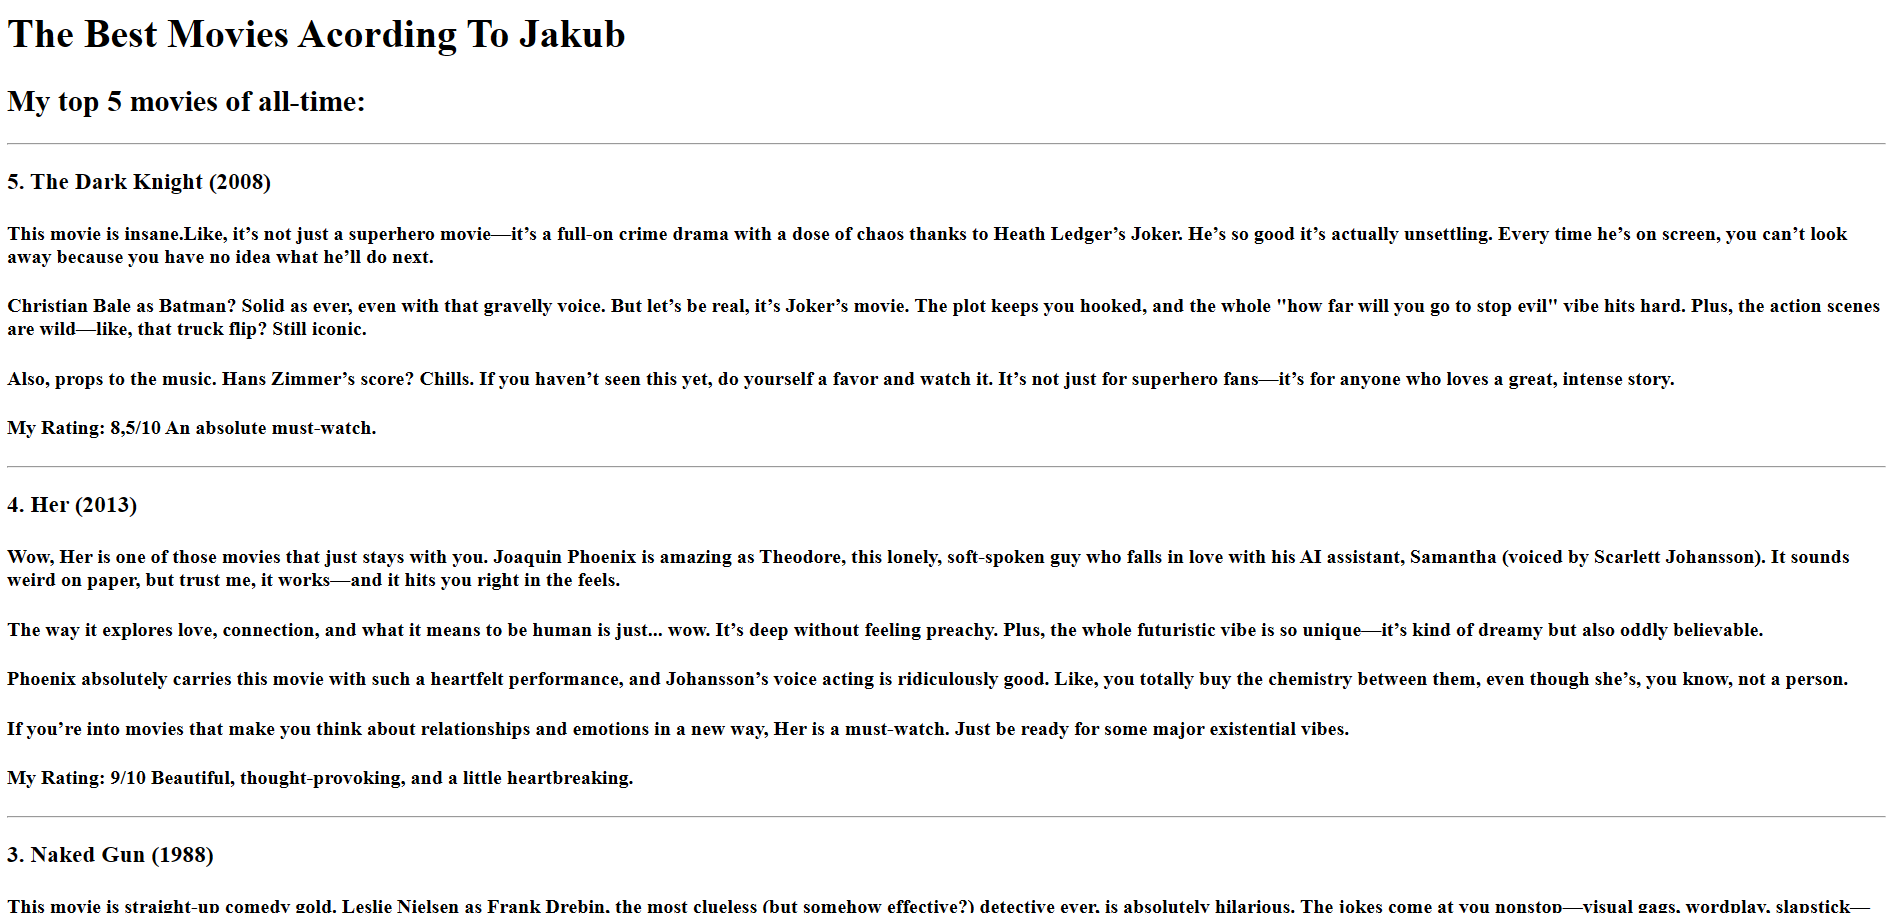 The Best Movies Acording To Jakub
My top 5 movies of all-time:
5. The Dark Knight (2008)
This movie is insane.Like, it’s not just a superhero movie—it’s a full-on crime drama with a dose of chaos thanks to Heath Ledger’s Joker. He’s so good it’s actually unsettling. Every time he’s on screen, you can’t look
away because you have no idea what he’ll do next.
Christian Bale as Batman? Solid as ever, even with that gravelly voice. But let’s be real, it’s Joker’s movie. The plot keeps you hooked, and the whole "how far will you go to stop evil" vibe hits hard. Plus, the action scenes
are wild—like, that truck flip? Still iconic.
Also, props to the music. Hans Zimmer’s score? Chills. If you haven’t seen this yet, do yourself a favor and watch it. It’s not just for superhero fans—it’s for anyone who loves a great, intense story.
My Rating: 8,5/10 An absolute must-watch.
4. Her (2013)
Wow, Her is one of those movies that just stays with you. Joaquin Phoenix is amazing as Theodore, this lonely, soft-spoken guy who falls in love with his AI assistant, Samantha (voiced by Scarlett Johansson). It sounds
weird on paper, but trust me, it works—and it hits you right in the feels.
The way it explores love, connection, and what it means to be human is just... wow. It’s deep without feeling preachy. Plus, the whole futuristic vibe is so unique—it’s kind of dreamy but also oddly believable.
Phoenix absolutely carries this movie with such a heartfelt performance, and Johansson’s voice acting is ridiculously good. Like, you totally buy the chemistry between them, even though she’s, you know, not a person.
If you’re into movies that make you think about relationships and emotions in a new way, Her is a must-watch. Just be ready for some major existential vibes.
My Rating: 9/10 Beautiful, thought-provoking, and a little heartbreaking.
3. Naked Gun (1988)
This movie is straight-up comedy gold. Leslie Nielsen as Frank Drebin, the most clueless (but somehow effective?) detective ever, is absolutely hilarious. The jokes come at you nonstop—visual gags, wordplay, slapstick—